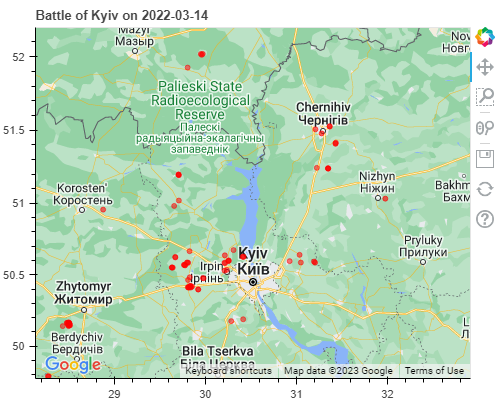 Battle of Kyiv on 2022-03-14
Mazyr
Мазыр
Palieski State
Radioecological
Reserve
Палескі
радыяцыйна-экалагічны
запаведнік
Chernihiv
Чернігів
Korosten'
Коростень
Nizhyn
Ніжин
Bakhm
Бахм
Pryluky
Прилуки
Irpin
Ірпінь
Kyiv
Київ
Zhytomyr
Житомир
Berdychiv
Бердичів
Bila Tserkva
Біла Церква
Google
Keyboard shortcuts
Map data ©2023 Google
Terms of Use
52
51.5
51
50.5
50
29
30
31
32